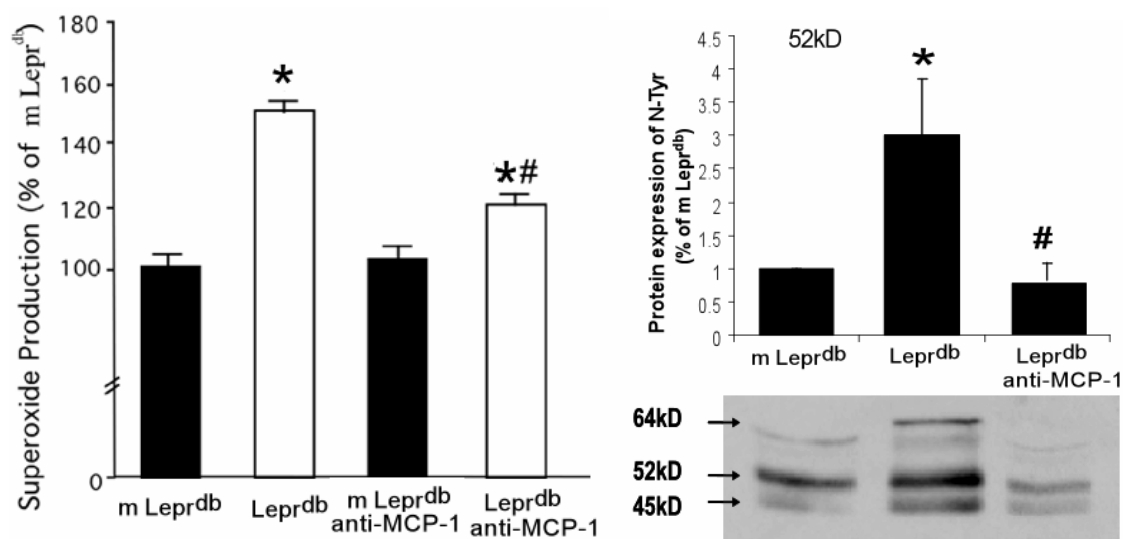 Superoxide Production (% of m Lepr^db)
180
160
140
120
100
0
*
*#
m Lepr^db
Lepr^db
m Lepr^db
anti-MCP-1
Lepr^db
anti-MCP-1
Protein expression of N-Tyr
(% of m Lepr^db)
52kD
4.5
4
3.5
3
2.5
2
1.5
1
0.5
0
*
#
m Lepr^db
Lepr^db
Lepr^db
anti-MCP-1
64kD
52kD
45kD